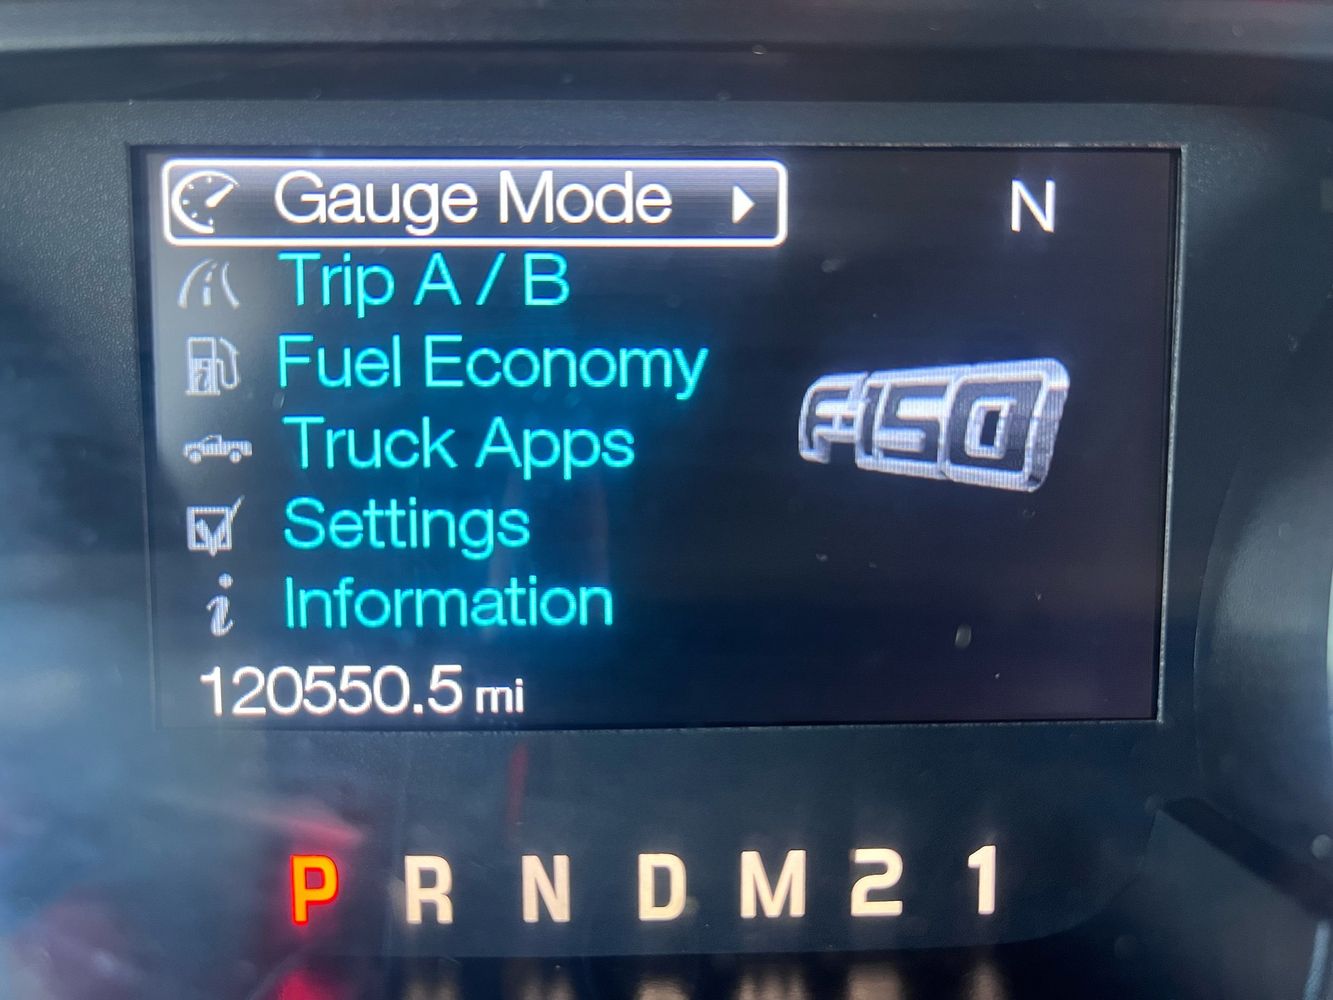 Gauge Mode N
Trip A / B
Fuel Economy
F-150
Truck Apps
Settings
Information
120550.5 mi
P R N D M 2 1